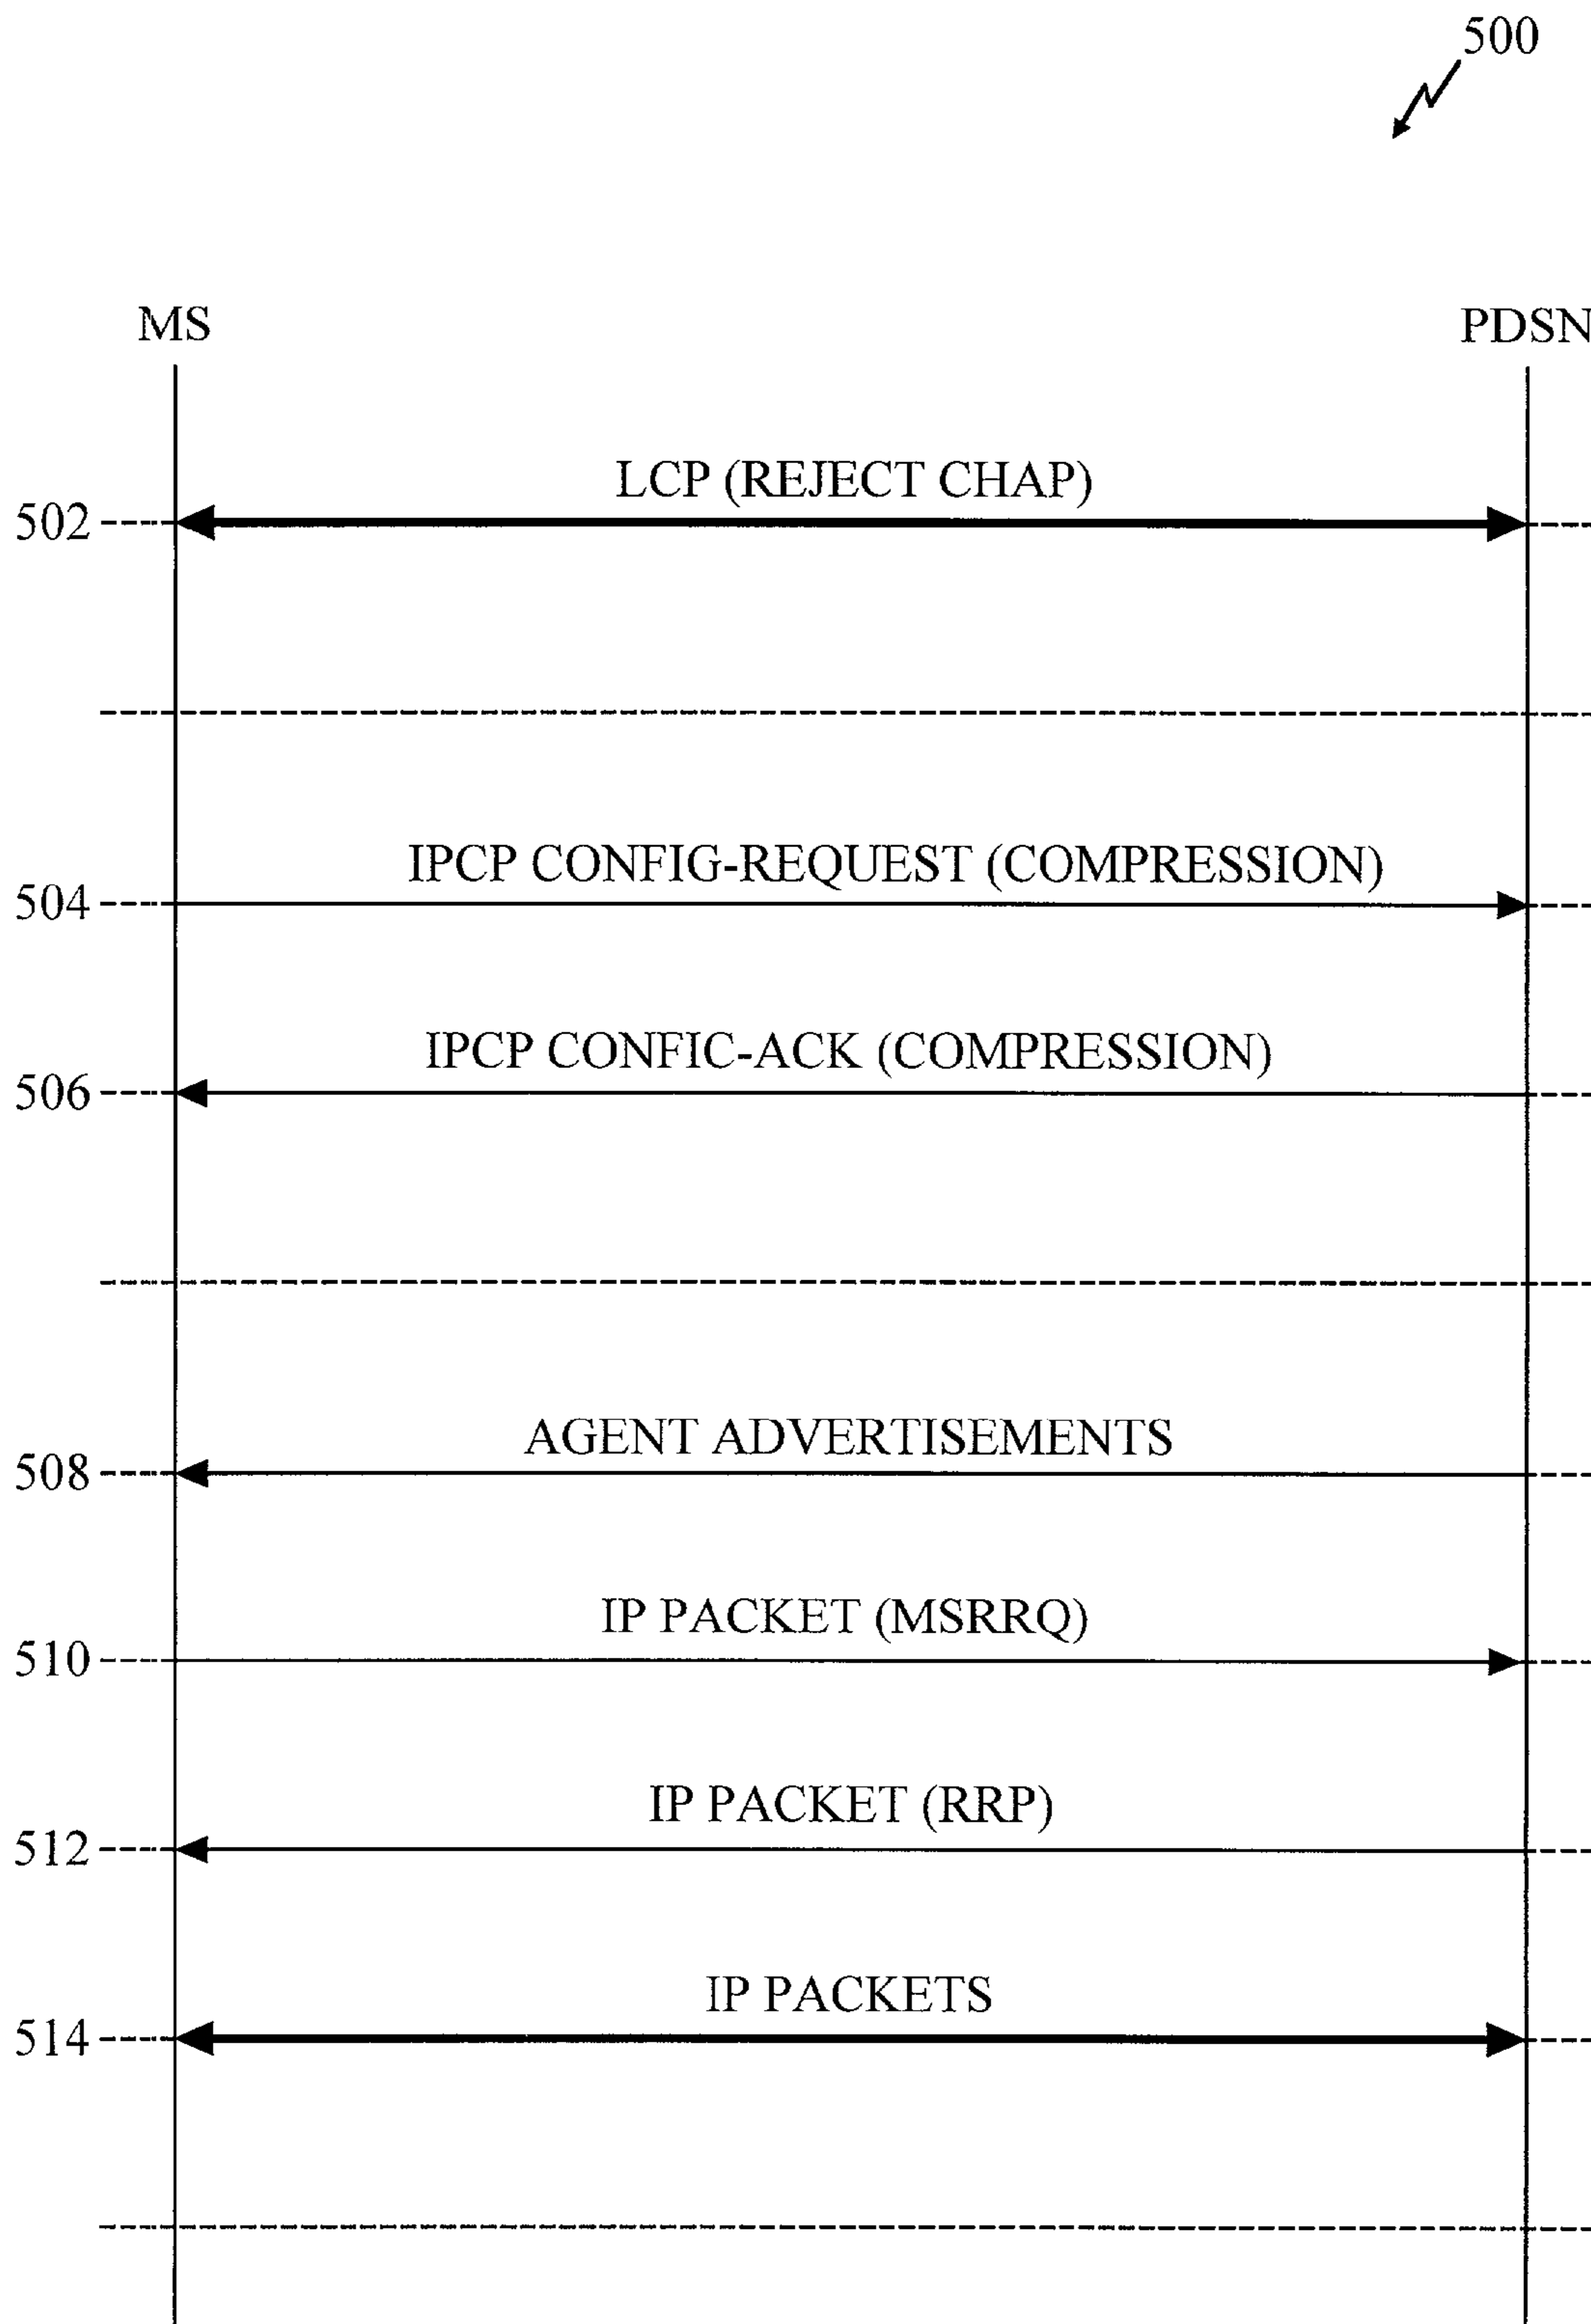 500
MS
PDSN
LCP (REJECT CHAP)
502
IPCP CONFIG-REQUEST (COMPRESSION)
504
IPCP CONFIC-ACK (COMPRESSION)
506
AGENT ADVERTISEMENTS
508
IP PACKET (MSRRQ)
510
IP PACKET (RRP)
512
IP PACKETS
514